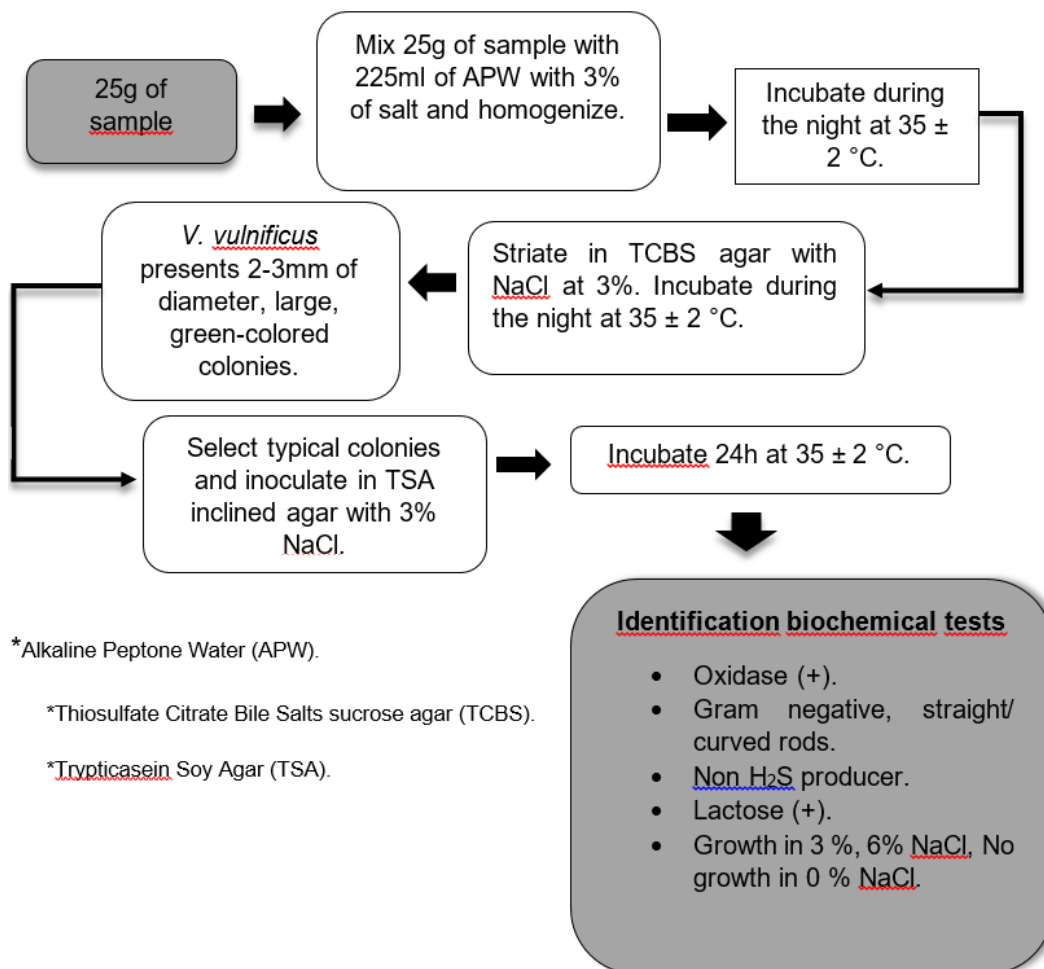 25g of
sample
Mix 25g of sample with
225ml of APW with 3%
of salt and homogenize.
Incubate during
the night at 35 ±
2 °C.
Striate in TCBS agar with
NaCl at 3%. Incubate during
the night at 35 ± 2 °C.
V. vulnificus
presents 2-3mm of
diameter, large,
green-colored
colonies.
Select typical colonies
and inoculate in TSA
inclined agar with 3%
NaCl.
Incubate 24h at 35 ± 2 °C.
Identification biochemical tests
• Oxidase (+).
• Gram negative, straight/
curved rods.
• Non H₂S producer.
• Lactose (+).
• Growth in 3 %, 6% NaCl, No
growth in 0 % NaCl.
*Alkaline Peptone Water (APW).
*Thiosulfate Citrate Bile Salts sucrose agar (TCBS).
*Trypticasein Soy Agar (TSA).